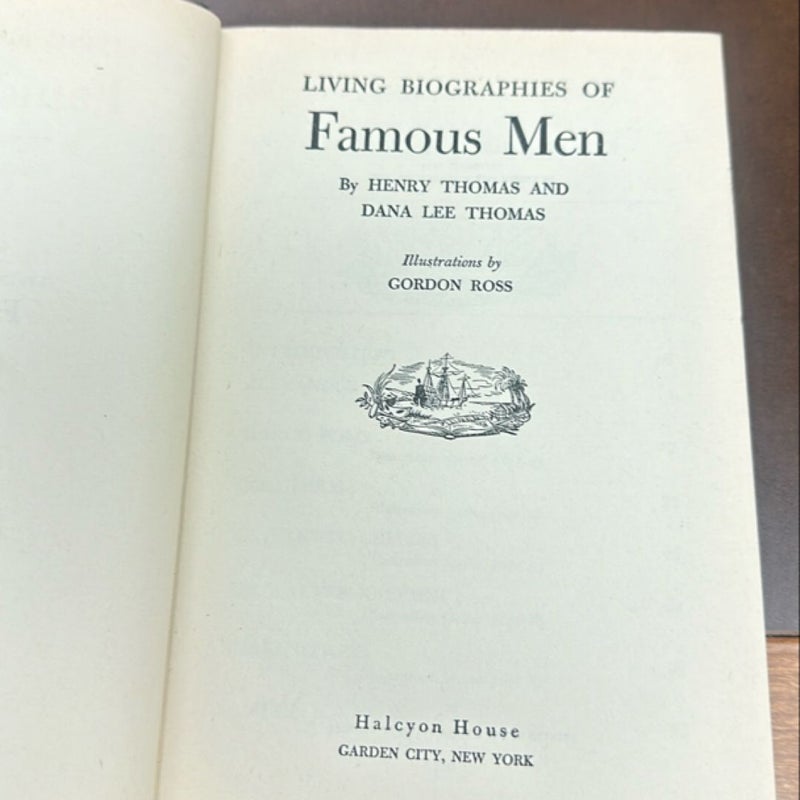 LIVING BIOGRAPHIES OF
Famous Men
By HENRY THOMAS AND
DANA LEE THOMAS
Illustrations by
GORDON ROSS
Halcyon House
GARDEN CITY, NEW YORK